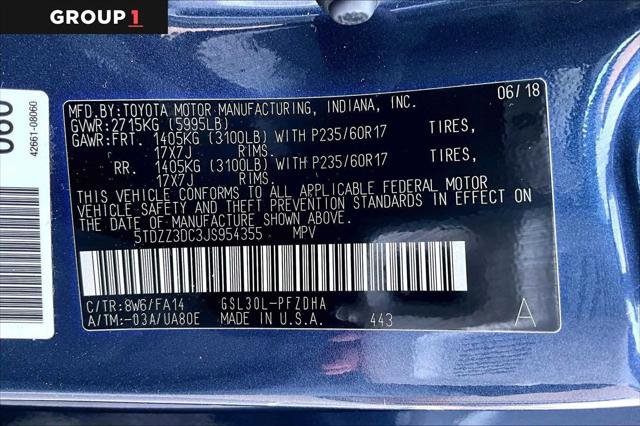 GROUP 1
42661-08060
MFD.BY:TOYOTA MOTOR MANUFACTURING, INDIANA, INC. 06/18
GVWR:2715KG (5995LB)
GAWR:FRT. 1405KG (3100LB) WITH P235/60R17 TIRES,
17X7J RIMS
RR. 1405KG (3100LB) WITH P235/60R17 TIRES,
17X7J RIMS
THIS VEHICLE CONFORMS TO ALL APPLICABLE FEDERAL MOTOR
VEHICLE SAFETY AND THEFT PREVENTION STANDARDS IN EFFECT ON
THE DATE OF MANUFACTURE SHOWN ABOVE.
5TDZZ3DC3JS954355 MPV
C/TR:8W6/FA14 GSL30L-PFZDHA
A/TM:-03A/UA80E MADE IN U.S.A. 443 A